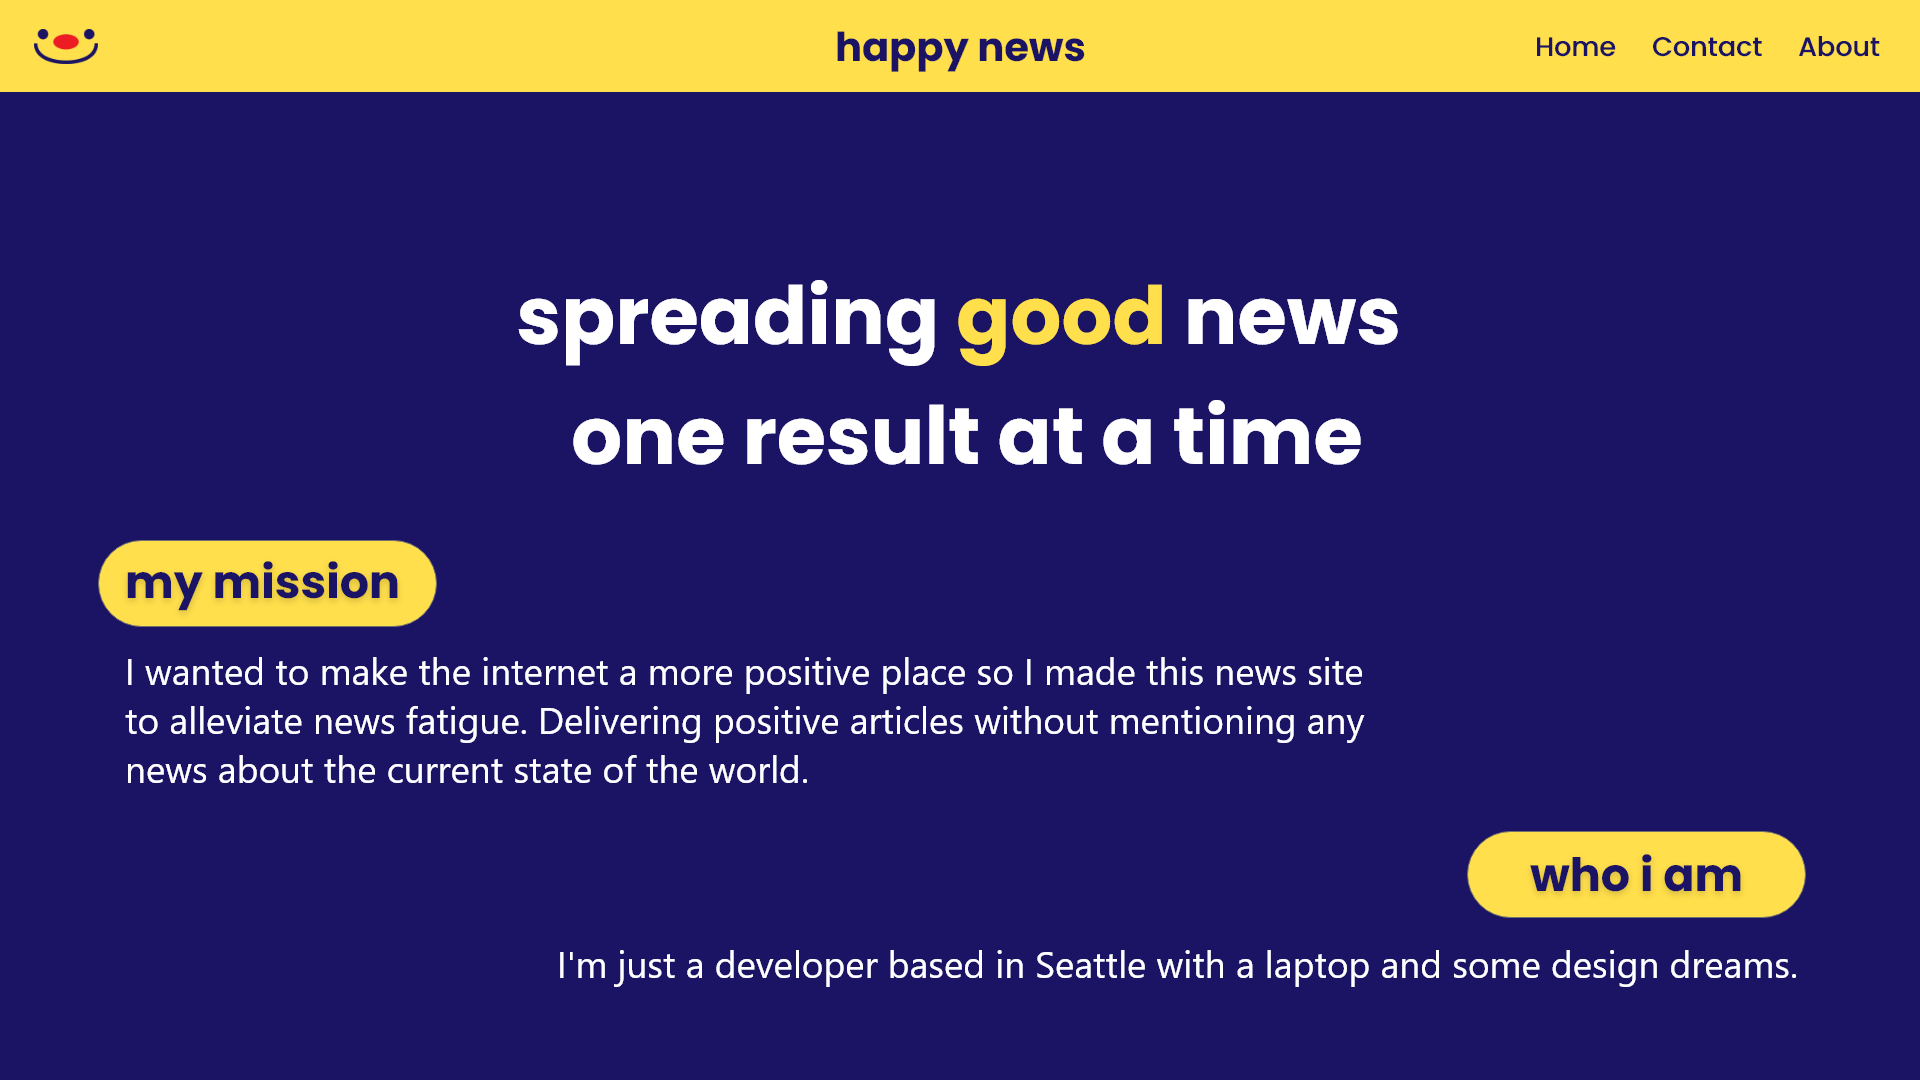 happy news
Home Contact About
spreading good news
one result at a time
my mission
I wanted to make the internet a more positive place so I made this news site
to alleviate news fatigue. Delivering positive articles without mentioning any
news about the current state of the world.
who i am
I'm just a developer based in Seattle with a laptop and some design dreams.